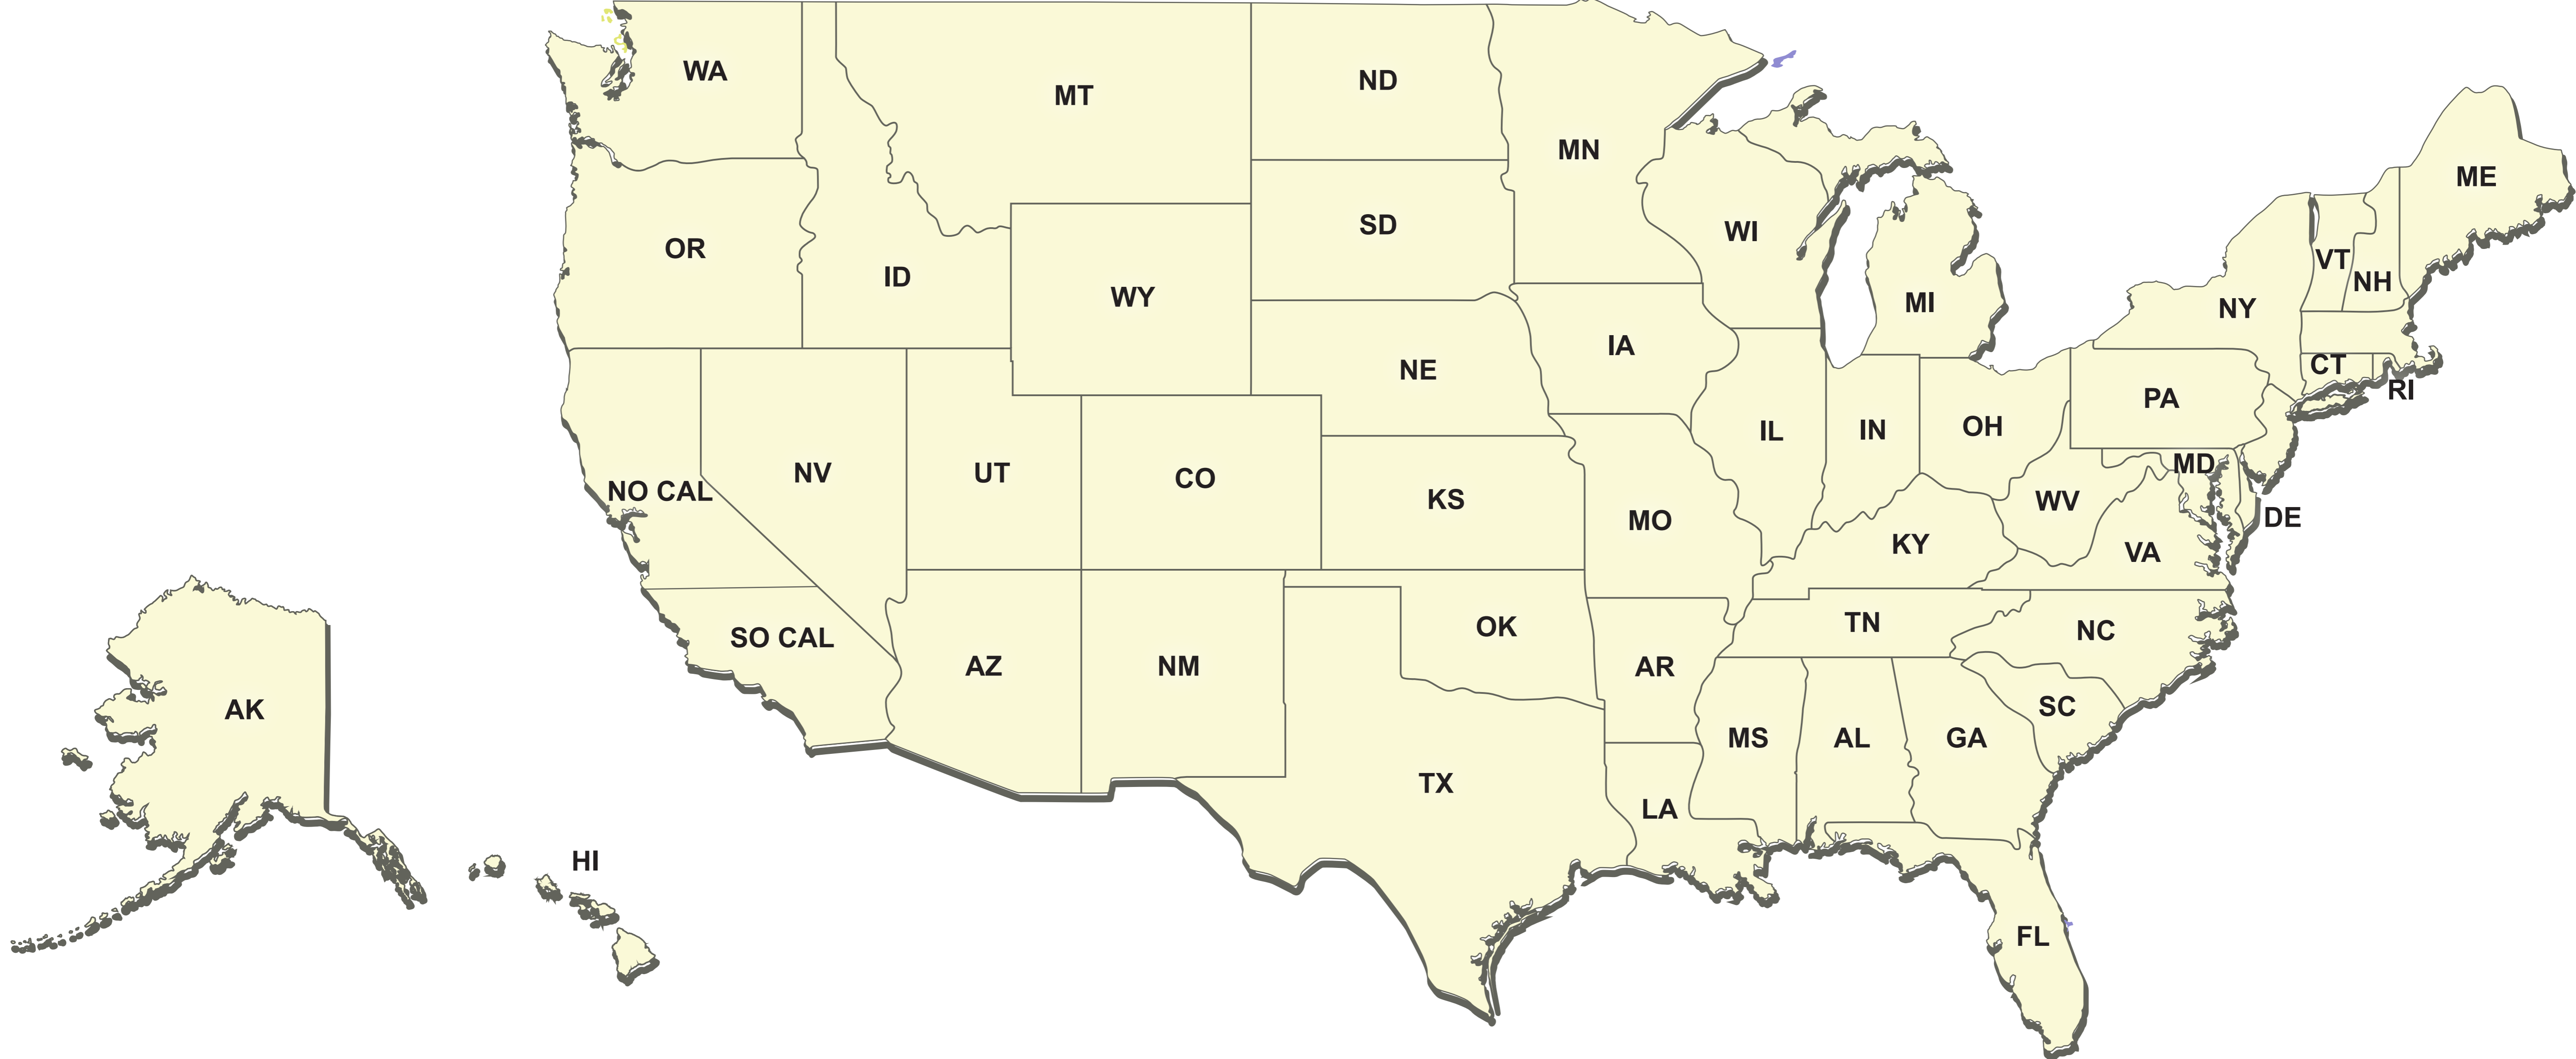 WA
MT
ND
MN
ME
OR
ID
SD
WI
VT
NH
WY
MI
NY
IA
NE
CT
RI
PA
IL
IN
OH
NO CAL
NV
UT
CO
KS
MO
MD
WV
DE
KY
VA
SO CAL
AZ
NM
OK
AR
TN
NC
SC
AK
MS
AL
GA
TX
LA
HI
FL